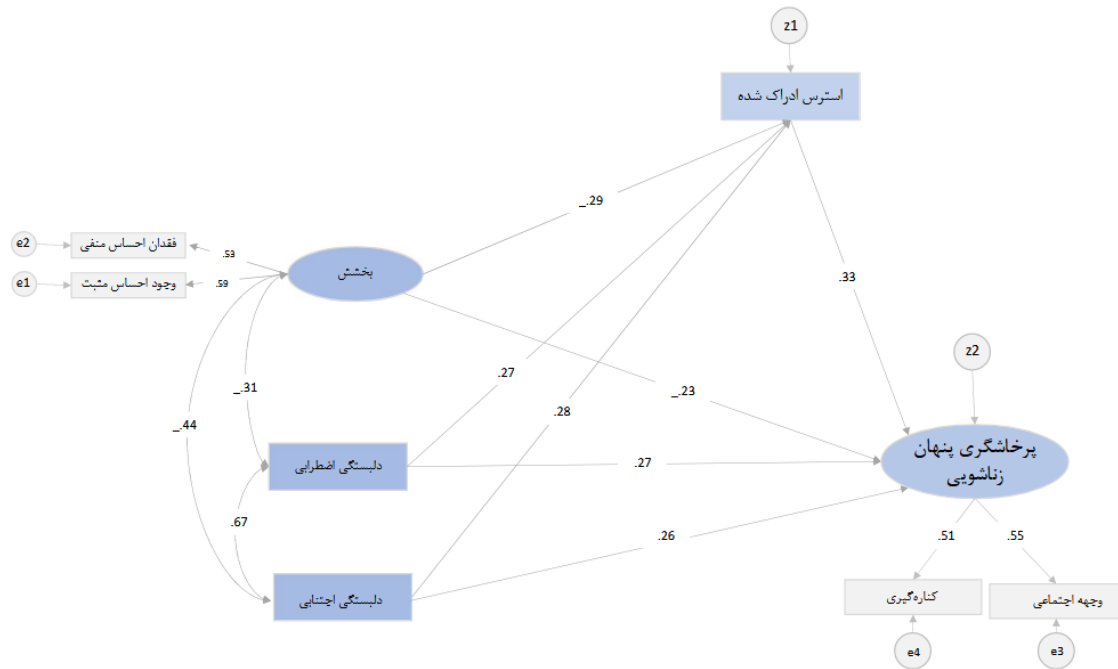 z1
استرس ادراک شده
_.29
e2
فقدان احساس منفی
.53
بخشش
e1
وجود احساس مثبت
.59
.33
.27
z2
_.31
_.23
.28
_.44
پرخاشگری پنهان
زناشویی
دلبستگی اضطرابی
.27
.67
.26
.51
.55
دلبستگی اجتنابی
کناره‌گیری
وجهه اجتماعی
e4
e3